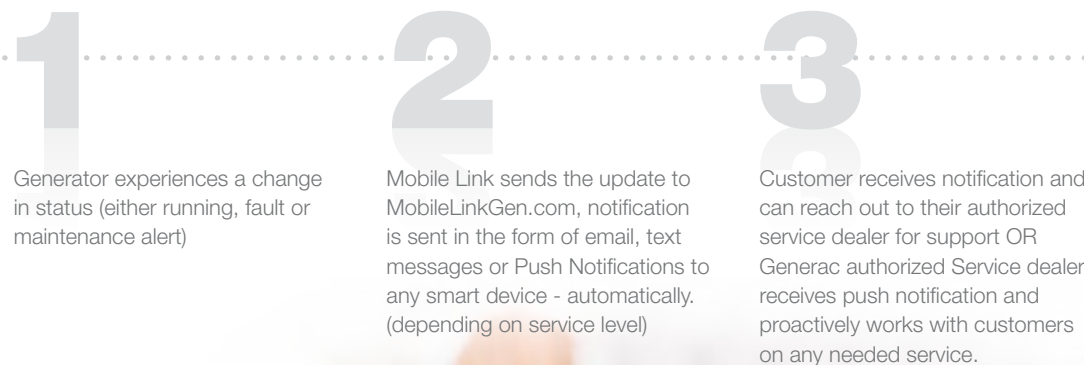 1
Generator experiences a change
in status (either running, fault or
maintenance alert)
2
Mobile Link sends the update to
MobileLinkGen.com, notification
is sent in the form of email, text
messages or Push Notifications to
any smart device - automatically.
(depending on service level)
3
Customer receives notification and
can reach out to their authorized
service dealer for support OR
Generac authorized Service dealer
receives push notification and
proactively works with customers
on any needed service.